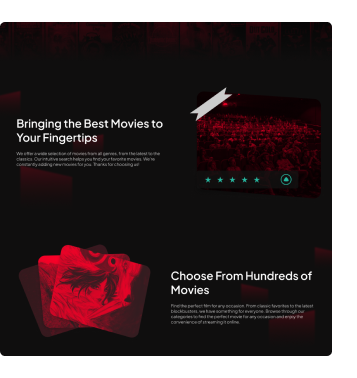 Bringing the Best Movies to
Your Fingertips
We offer a wide selection of movies from all genres, from the latest to the
classics. Our intuitive search helps you find your favorite movies. We're
constantly adding new movies for you. Thanks for choosing us!
Choose From Hundreds of
Movies
Find the perfect film for any occasion. From classic favorites to the latest
blockbusters, we have something for everyone. Browse through our
categories to find the perfect movie for any occasion and enjoy the
convenience of streaming it online.